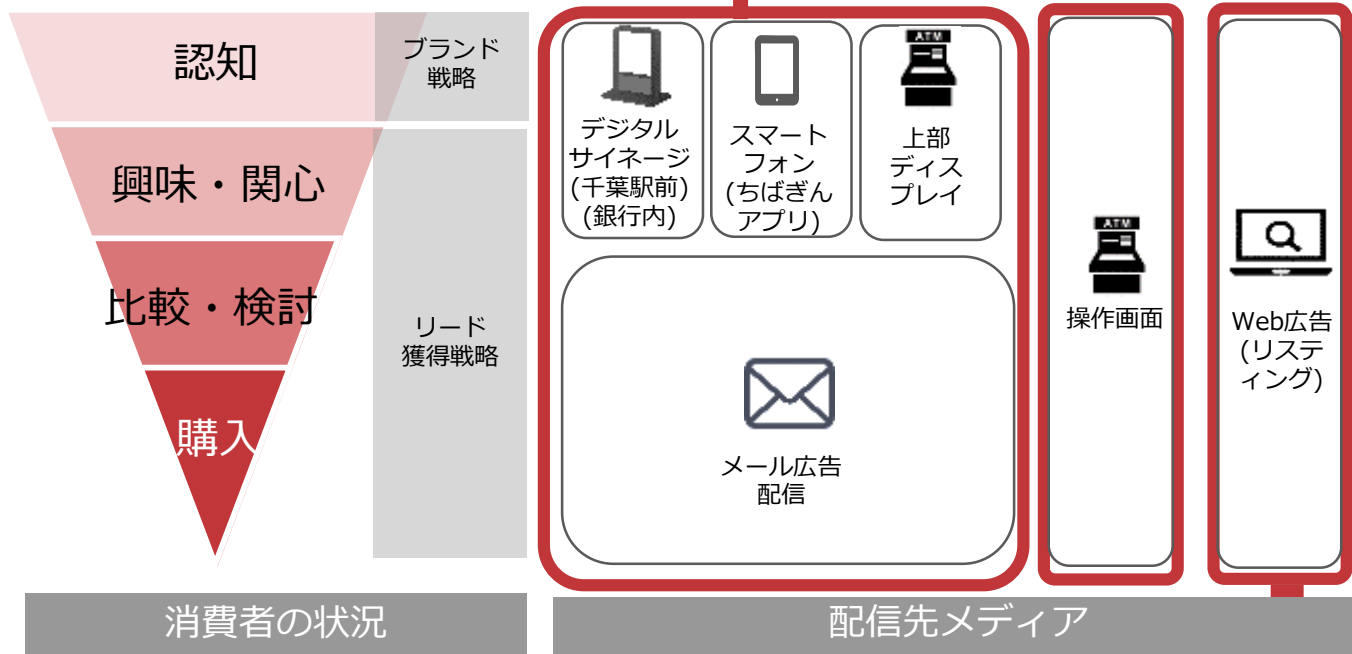 認知
ブランド
戦略
興味・関心
比較・検討
購入
リード
獲得戦略
デジタル
サイネージ
(千葉駅前)
(銀行内)
スマート
フォン
(ちばぎん
アプリ)
ATM
上部
ディス
プレイ
メール広告
配信
ATM
操作画面
Web広告
(リステ
ィング)
消費者の状況
配信先メディア